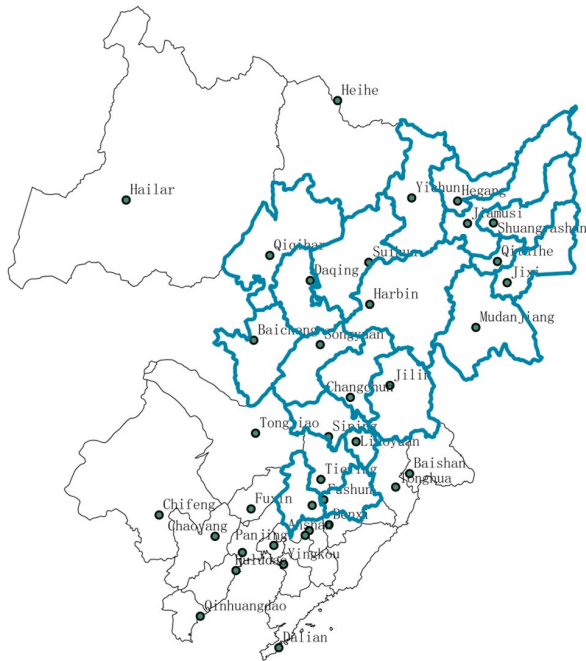 Heihe
Hailar
Yichun
Hegang
Jiamusi
Shuangyashan
Qiqihar
Suihua
Qitaihe
Daqing
Jixi
Harbin
Mudanjiang
Baicheng
Songyuan
Changchun
Jilin
Tongliao
Siping
Liaoyuan
Baishan
Tieling
Tonghua
Fushun
Fuxin
Chifeng
Benxi
Chaoyang
Anshan
Panjing
Yingkou
Huludao
Qinhuangdao
Dalian